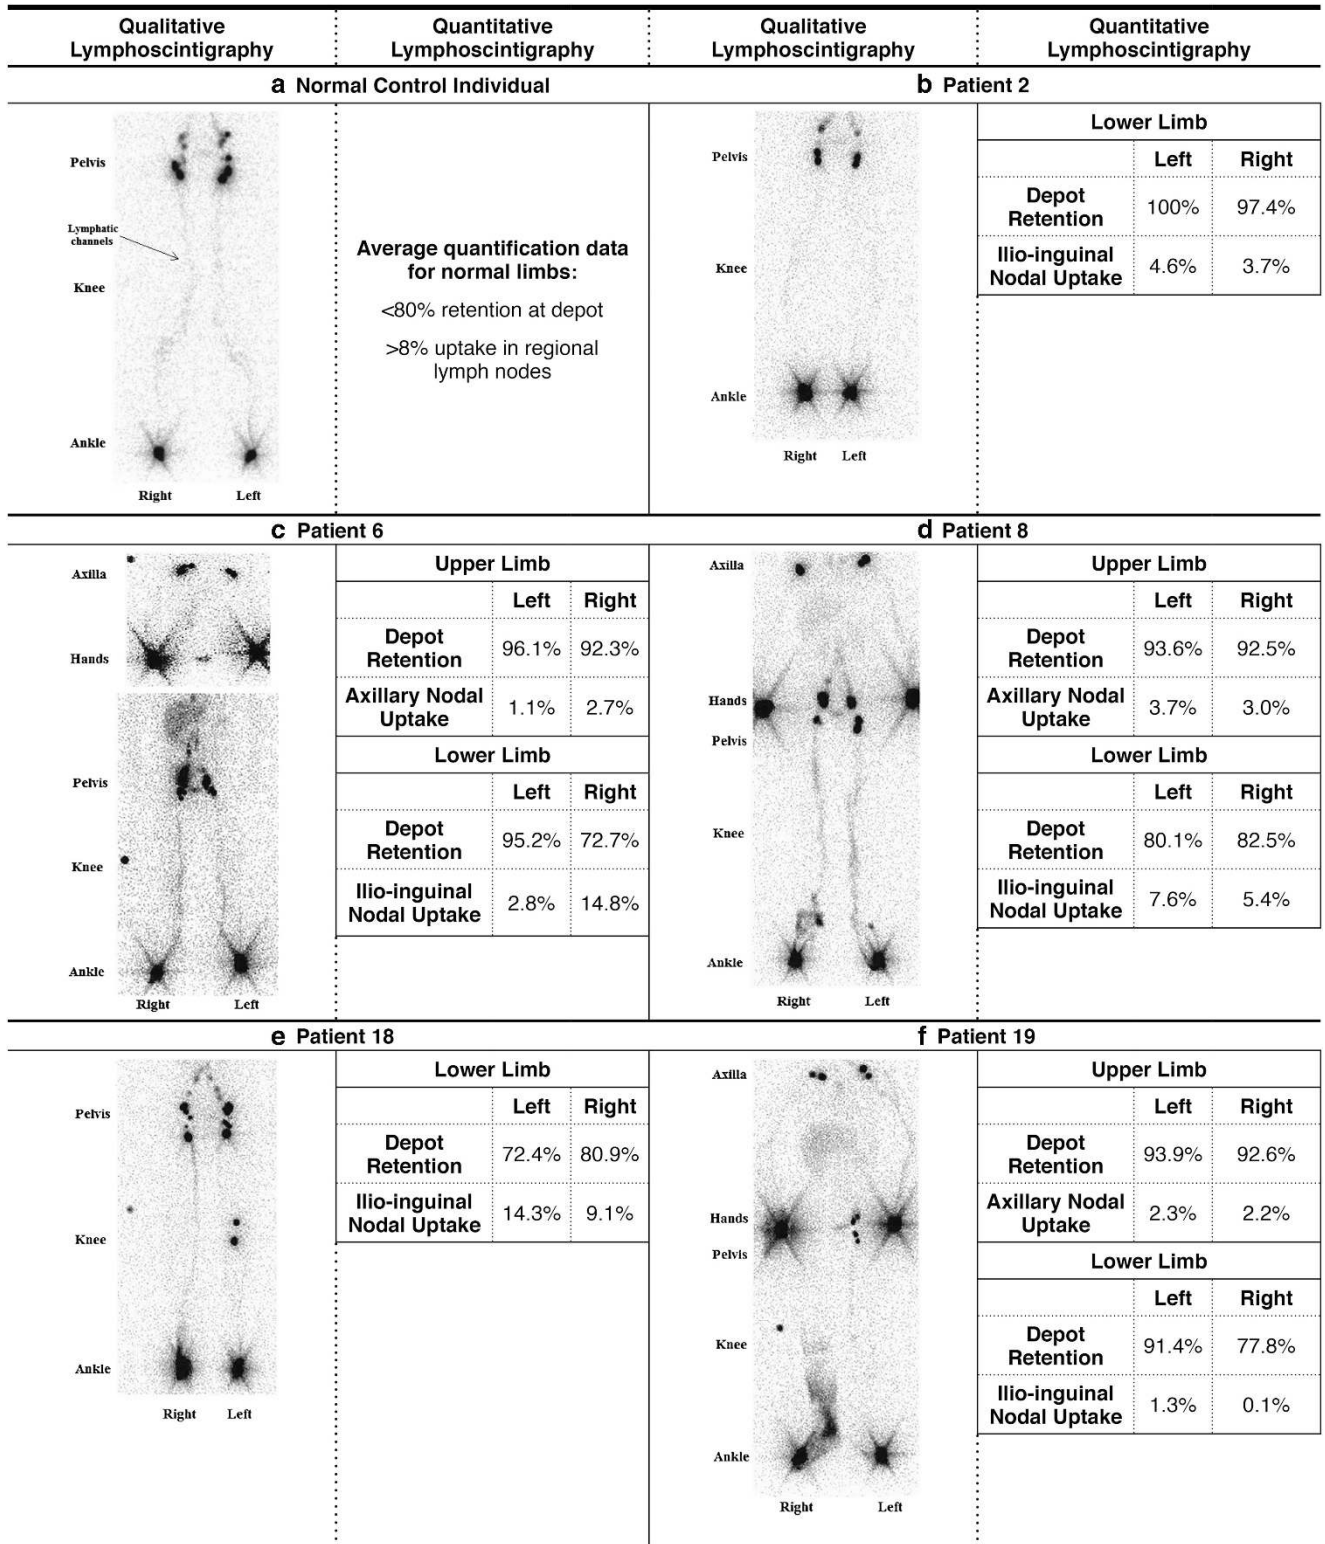 Qualitative
Lymphoscintigraphy
Quantitative
Lymphoscintigraphy
Qualitative
Lymphoscintigraphy
Quantitative
Lymphoscintigraphy
a Normal Control Individual
Pelvis
Lymphatic
channels
Knee
Ankle
Right Left
Average quantification data
for normal limbs:
<80% retention at depot
>8% uptake in regional
lymph nodes
b Patient 2
Pelvis
Knee
Ankle
Right Left
Lower Limb
Left Right
Depot
Retention
100% 97.4%
Ilio-inguinal
Nodal Uptake
4.6% 3.7%
c Patient 6
Axilla
Hands
Pelvis
Knee
Ankle
Right Left
Upper Limb
Left Right
Depot
Retention
96.1% 92.3%
Axillary Nodal
Uptake
1.1% 2.7%
Lower Limb
Left Right
Depot
Retention
95.2% 72.7%
Ilio-inguinal
Nodal Uptake
2.8% 14.8%
d Patient 8
Axilla
Hands
Pelvis
Knee
Ankle
Right Left
Upper Limb
Left Right
Depot
Retention
93.6% 92.5%
Axillary Nodal
Uptake
3.7% 3.0%
Lower Limb
Left Right
Depot
Retention
80.1% 82.5%
Ilio-inguinal
Nodal Uptake
7.6% 5.4%
e Patient 18
Pelvis
Knee
Ankle
Right Left
Lower Limb
Left Right
Depot
Retention
72.4% 80.9%
Ilio-inguinal
Nodal Uptake
14.3% 9.1%
f Patient 19
Axilla
Hands
Pelvis
Knee
Ankle
Right Left
Upper Limb
Left Right
Depot
Retention
93.9% 92.6%
Axillary Nodal
Uptake
2.3% 2.2%
Lower Limb
Left Right
Depot
Retention
91.4% 77.8%
Ilio-inguinal
Nodal Uptake
1.3% 0.1%